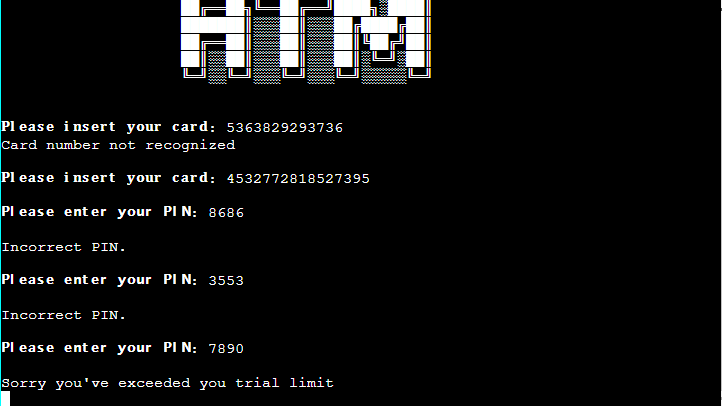 ATM
Please insert your card: 5363829293736
Card number not recognized
Please insert your card: 4532772818527395
Please enter your PIN: 8686
Incorrect PIN.
Please enter your PIN: 3553
Incorrect PIN.
Please enter your PIN: 7890
Sorry you've exceeded you trial limit